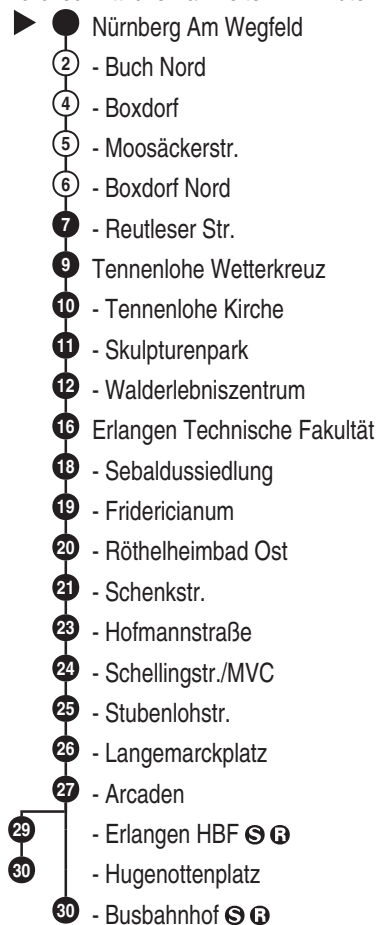 Nürnberg Am Wegfeld
2 - Buch Nord
4 - Boxdorf
5 - Moosäckerstr.
6 - Boxdorf Nord
7 - Reutleser Str.
9 Tennenlohe Wetterkreuz
10 - Tennenlohe Kirche
11 - Skulpturenpark
12 - Walderlebniszentrum
16 Erlangen Technische Fakultät
18 - Sebaldussiedlung
19 - Fridericianum
20 - Röthelheimbad Ost
21 - Schenkstr.
23 - Hofmannstraße
24 - Schellingstr./MVC
25 - Stubenlohstr.
26 - Langemarckplatz
27 - Arcaden
29 - Erlangen HBF S R
30 - Hugenottenplatz
30 - Busbahnhof S R